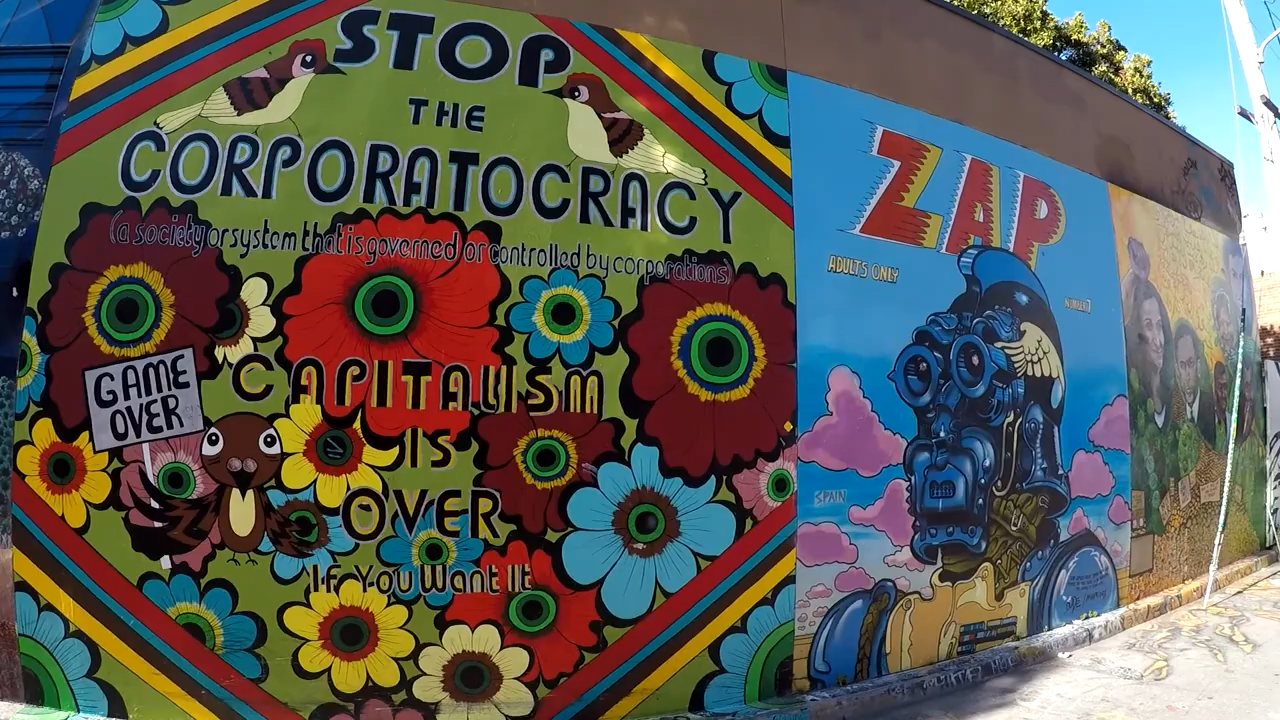 STOP
THE
CORPORATOCRACY
(a society or system that is governed or controlled by corporations)
GAME
OVER
CAPITALISM
IS
OVER
If You Want It
ZAP
ADULTS ONLY
SPAIN